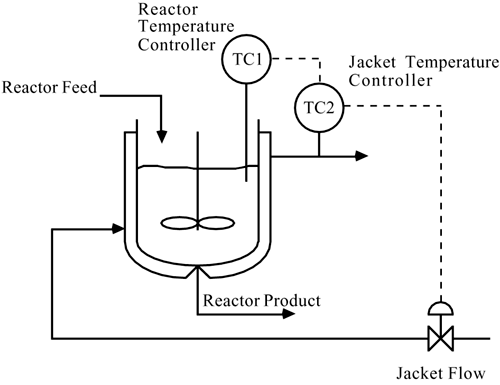 Reactor
Temperature
Controller
TC1
Jacket Temperature
Controller
Reactor Feed
TC2
Reactor Product
Jacket Flow